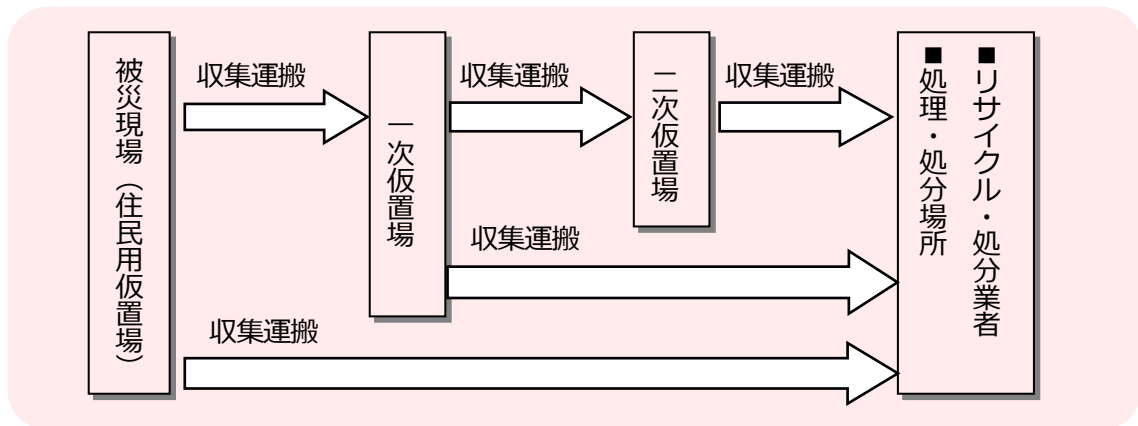 被災現場（住民用仮置場）
収集運搬
一次仮置場
収集運搬
二次仮置場
収集運搬
■リサイクル・処分業者
■処理・処分場所
収集運搬
収集運搬